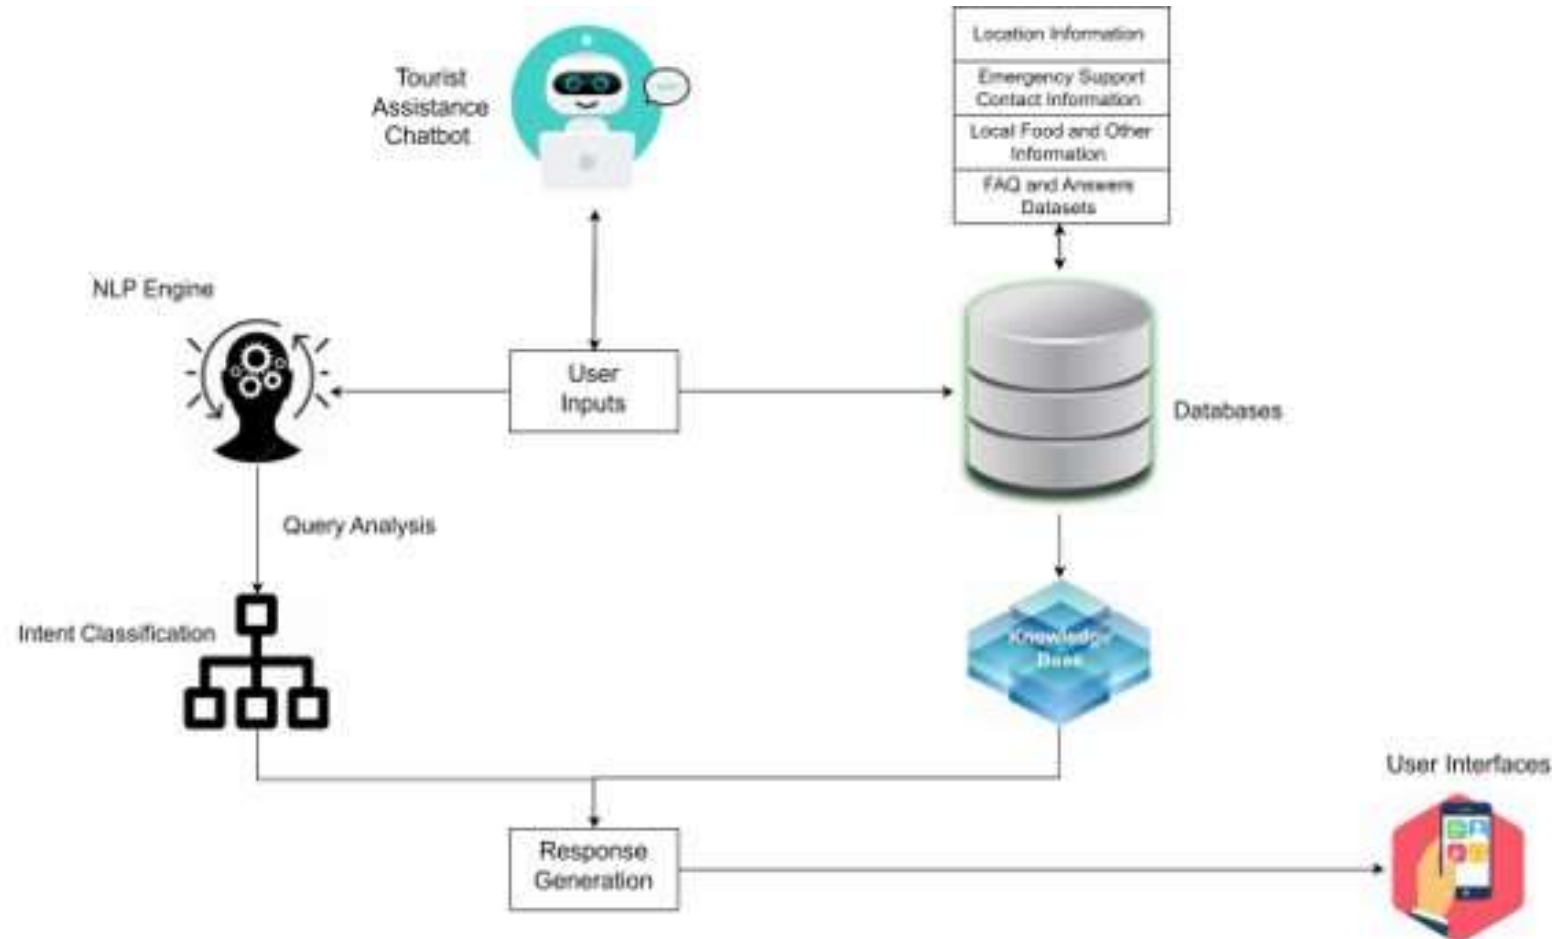 Tourist
Assistance
Chatbot
Location Information
Emergency Support
Contact Information
Local Food and Other
Information
FAQ and Answers
Datasets
NLP Engine
User
Inputs
Databases
Query Analysis
Intent Classification
Knowledge
Base
User Interfaces
Response
Generation